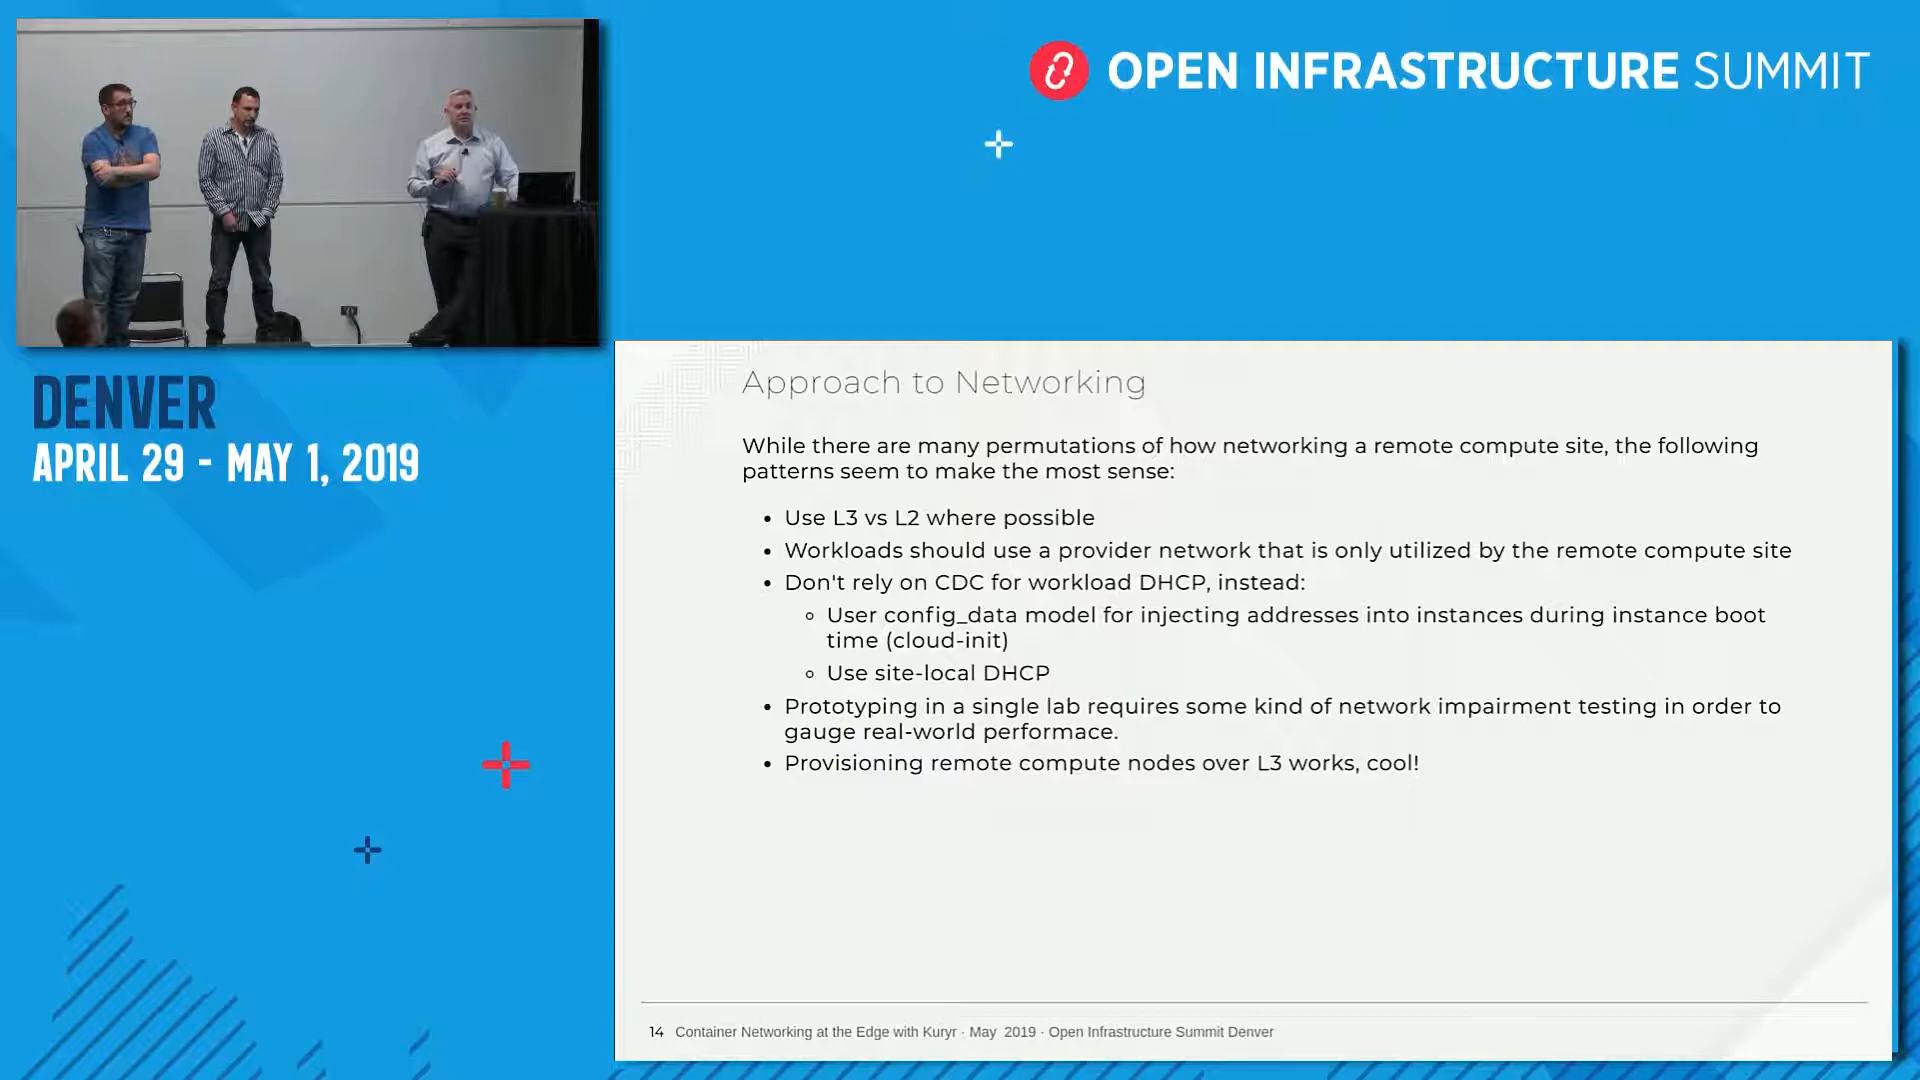 OPEN INFRASTRUCTURE SUMMIT
DENVER
APRIL 29 - MAY 1, 2019
Approach to Networking
While there are many permutations of how networking a remote compute site, the following
patterns seem to make the most sense:
• Use L3 vs L2 where possible
• Workloads should use a provider network that is only utilized by the remote compute site
• Don't rely on CDC for workload DHCP, instead:
◦ User config_data model for injecting addresses into instances during instance boot
time (cloud-init)
◦ Use site-local DHCP
• Prototyping in a single lab requires some kind of network impairment testing in order to
gauge real-world performace.
• Provisioning remote compute nodes over L3 works, cool!
14 Container Networking at the Edge with Kuryr · May 2019 · Open Infrastructure Summit Denver